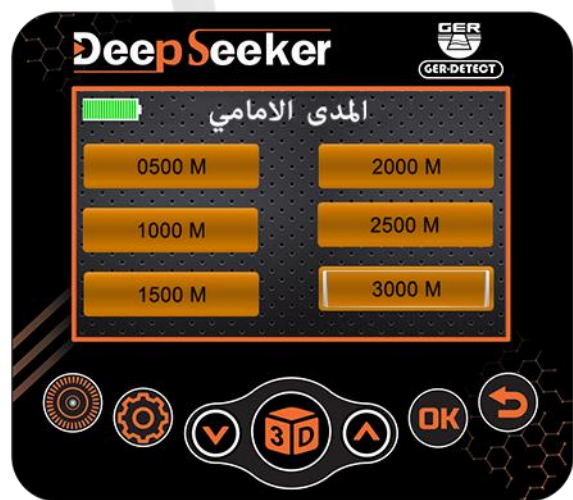 Deep Seeker
GER
GER-DETECT
المدى الامامي
0500 M
2000 M
1000 M
2500 M
1500 M
3000 M
3D
OK